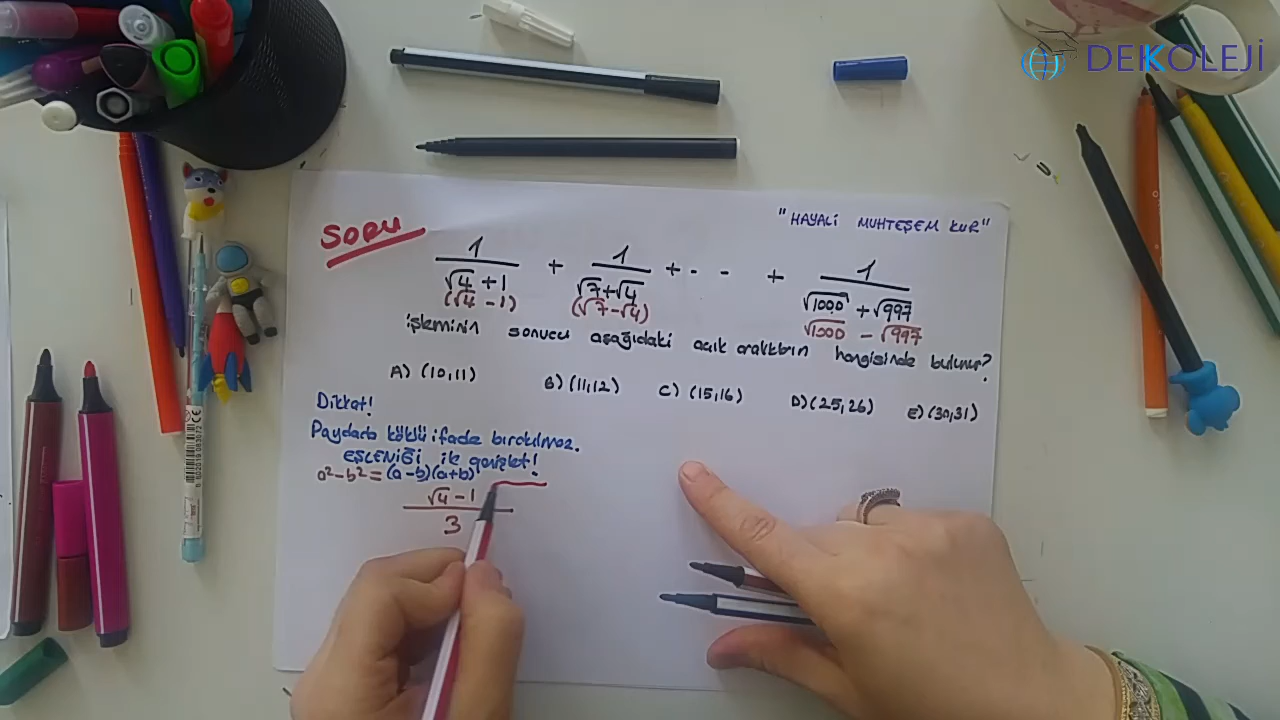 DEKOLEJİ
"HAYALİ MUHTEŞEM KUR"
SORU
1/(√4 + 1) + 1/(√7 + √4) + . . . + 1/(√1000 + √997)
(√4 - 1) (√7 - √4) √1000 - √997
işleminin sonucu aşağıdaki açık aralıkların hangisinde bulunur?
A) (10,11) B) (11,12) C) (15,16) D) (25,26) E) (30,31)
Dikkat!
Paydada köklü ifade bırakılmaz.
EŞLENİĞİ ile genişlet!
a²-b² = (a-b)(a+b)
√4 - 1
3